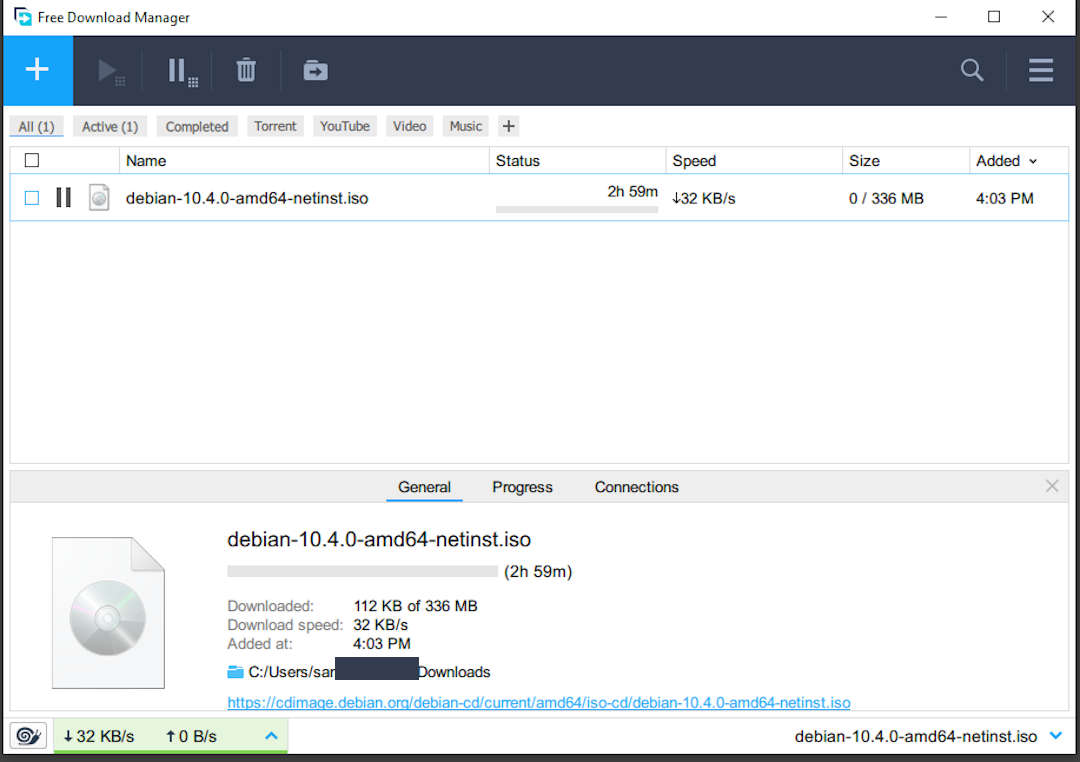 Free Download Manager
All (1) Active (1) Completed Torrent YouTube Video Music +
Name Status Speed Size Added
debian-10.4.0-amd64-netinst.iso 2h 59m ↓32 KB/s 0 / 336 MB 4:03 PM
General Progress Connections
debian-10.4.0-amd64-netinst.iso
(2h 59m)
Downloaded: 112 KB of 336 MB
Download speed: 32 KB/s
Added at: 4:03 PM
C:/Users/sar Downloads
https://cdimage.debian.org/debian-cd/current/amd64/iso-cd/debian-10.4.0-amd64-netinst.iso
↓32 KB/s ↑0 B/s debian-10.4.0-amd64-netinst.iso